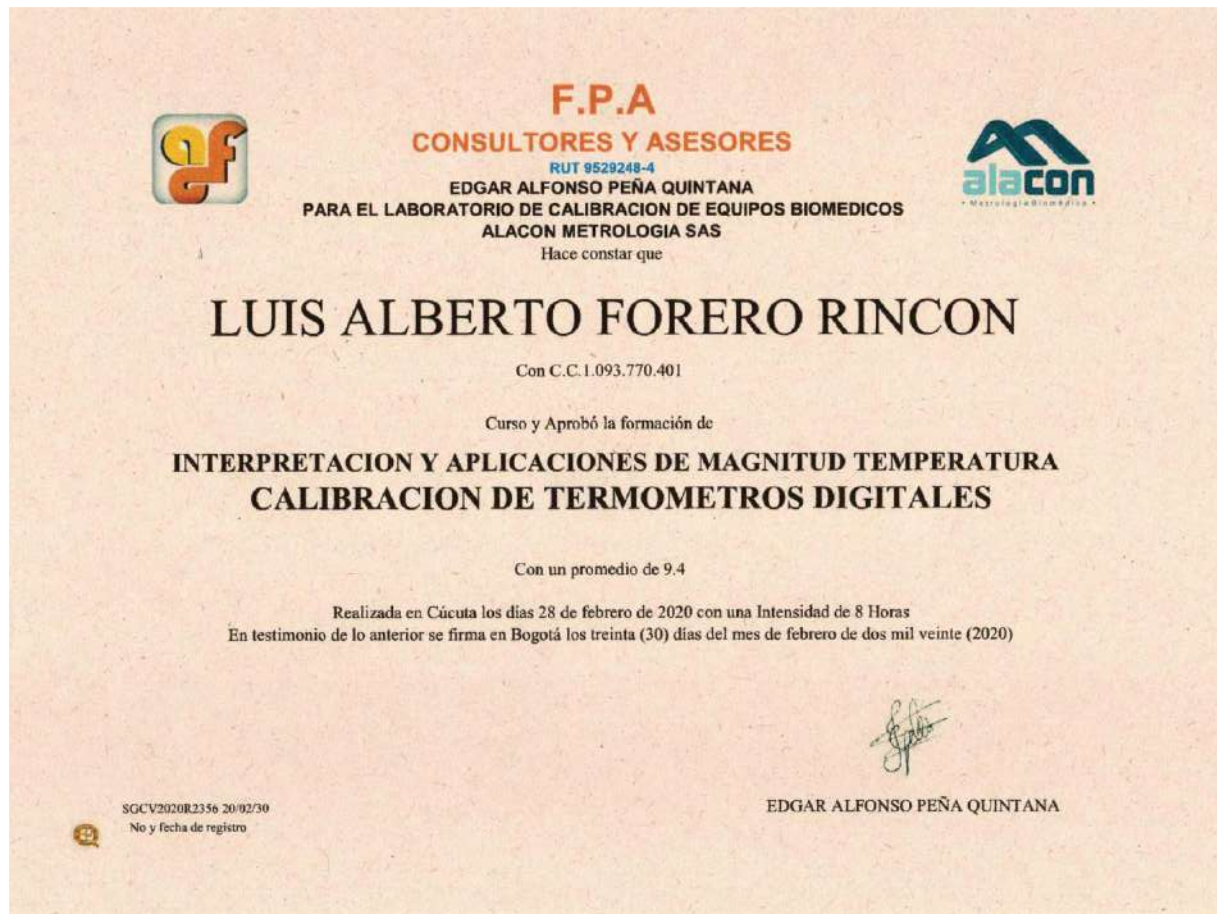 F.P.A
CONSULTORES Y ASESORES
RUT 9529248-4
EDGAR ALFONSO PEÑA QUINTANA
PARA EL LABORATORIO DE CALIBRACION DE EQUIPOS BIOMEDICOS
ALACON METROLOGIA SAS
Hace constar que
alacon
• Metrología Biomédica •
LUIS ALBERTO FORERO RINCON
Con C.C.1.093.770.401
Curso y Aprobó la formación de
INTERPRETACION Y APLICACIONES DE MAGNITUD TEMPERATURA
CALIBRACION DE TERMOMETROS DIGITALES
Con un promedio de 9.4
Realizada en Cúcuta los días 28 de febrero de 2020 con una Intensidad de 8 Horas
En testimonio de lo anterior se firma en Bogotá los treinta (30) días del mes de febrero de dos mil veinte (2020)
EDGAR ALFONSO PEÑA QUINTANA
SGCV2020R2356 20/02/30
No y fecha de registro